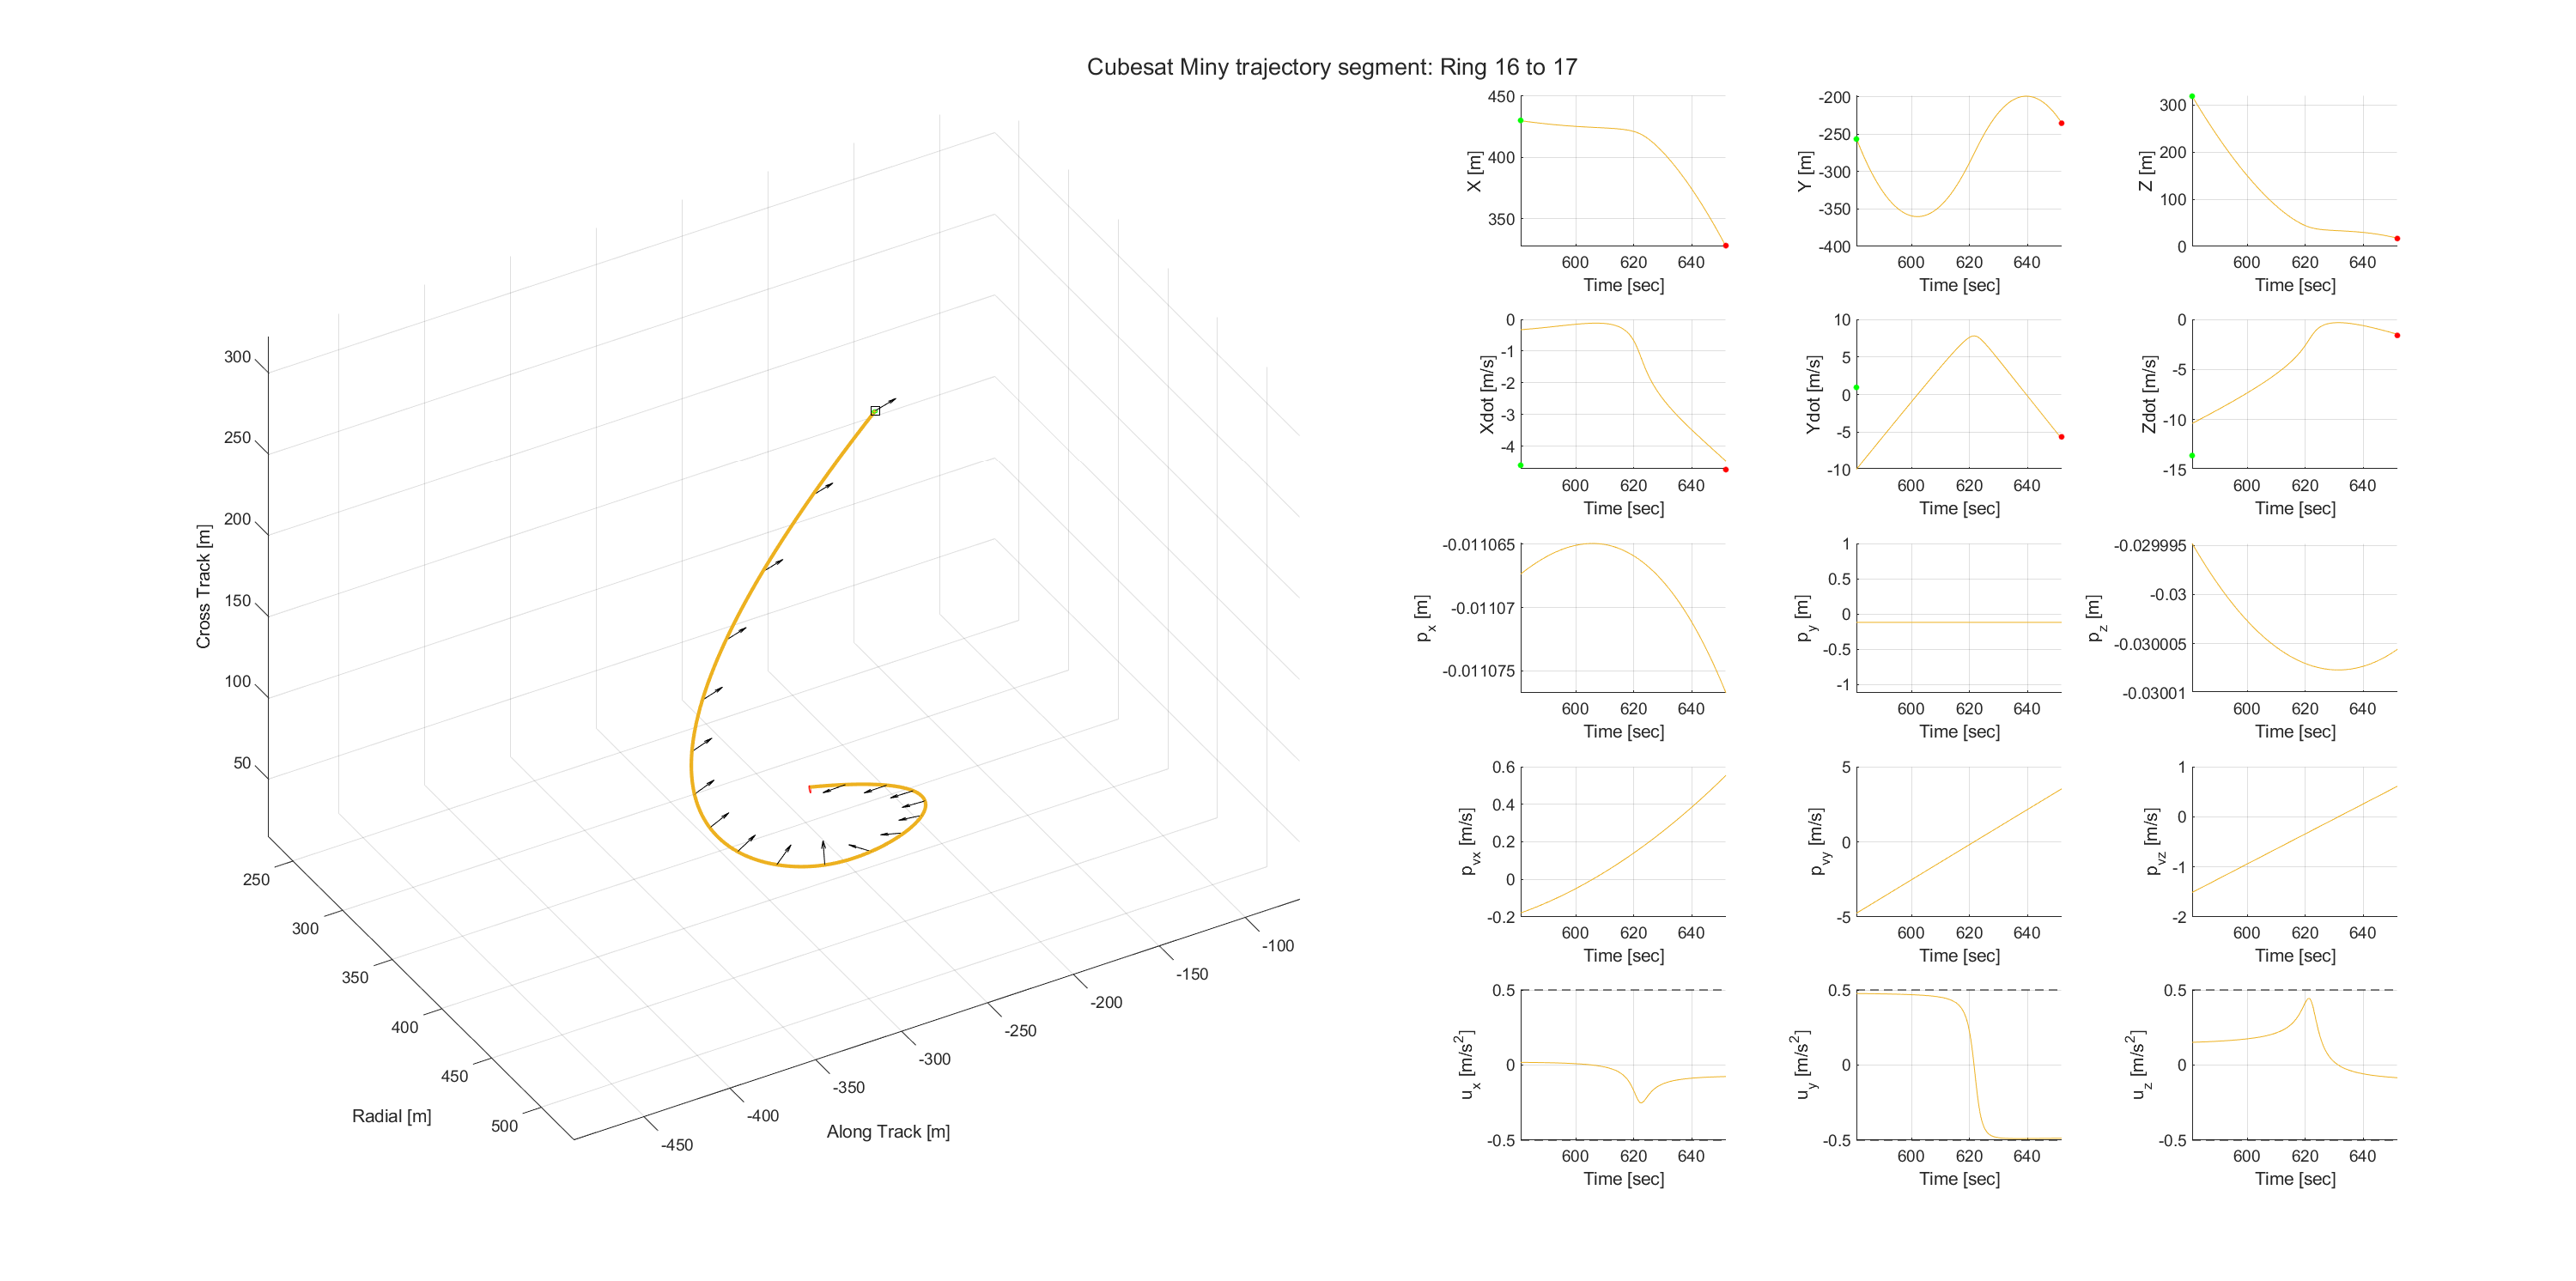 Cubesat Miny trajectory segment: Ring 16 to 17
300
250
200
150
100
50
Cross Track [m]
250
300
350
400
450
500
Radial [m]
-450
-400
-350
-300
-250
-200
-150
-100
Along Track [m]
450
400
350
X [m]
600 620 640
Time [sec]
-200
-250
-300
-350
-400
Y [m]
600 620 640
Time [sec]
300
200
100
0
Z [m]
600 620 640
Time [sec]
0
-1
-2
-3
-4
Xdot [m/s]
600 620 640
Time [sec]
10
5
0
-5
-10
Ydot [m/s]
600 620 640
Time [sec]
0
-5
-10
-15
Zdot [m/s]
600 620 640
Time [sec]
-0.011065
-0.01107
-0.011075
p_x [m]
600 620 640
Time [sec]
1
0.5
0
-0.5
-1
p_y [m]
600 620 640
Time [sec]
-0.029995
-0.03
-0.030005
-0.03001
p_z [m]
600 620 640
Time [sec]
0.6
0.4
0.2
0
-0.2
p_vx [m/s]
600 620 640
Time [sec]
5
0
-5
p_vy [m/s]
600 620 640
Time [sec]
1
0
-1
-2
p_vz [m/s]
600 620 640
Time [sec]
0.5
0
-0.5
u_x [m/s²]
600 620 640
Time [sec]
0.5
0
-0.5
u_y [m/s²]
600 620 640
Time [sec]
0.5
0
-0.5
u_z [m/s²]
600 620 640
Time [sec]